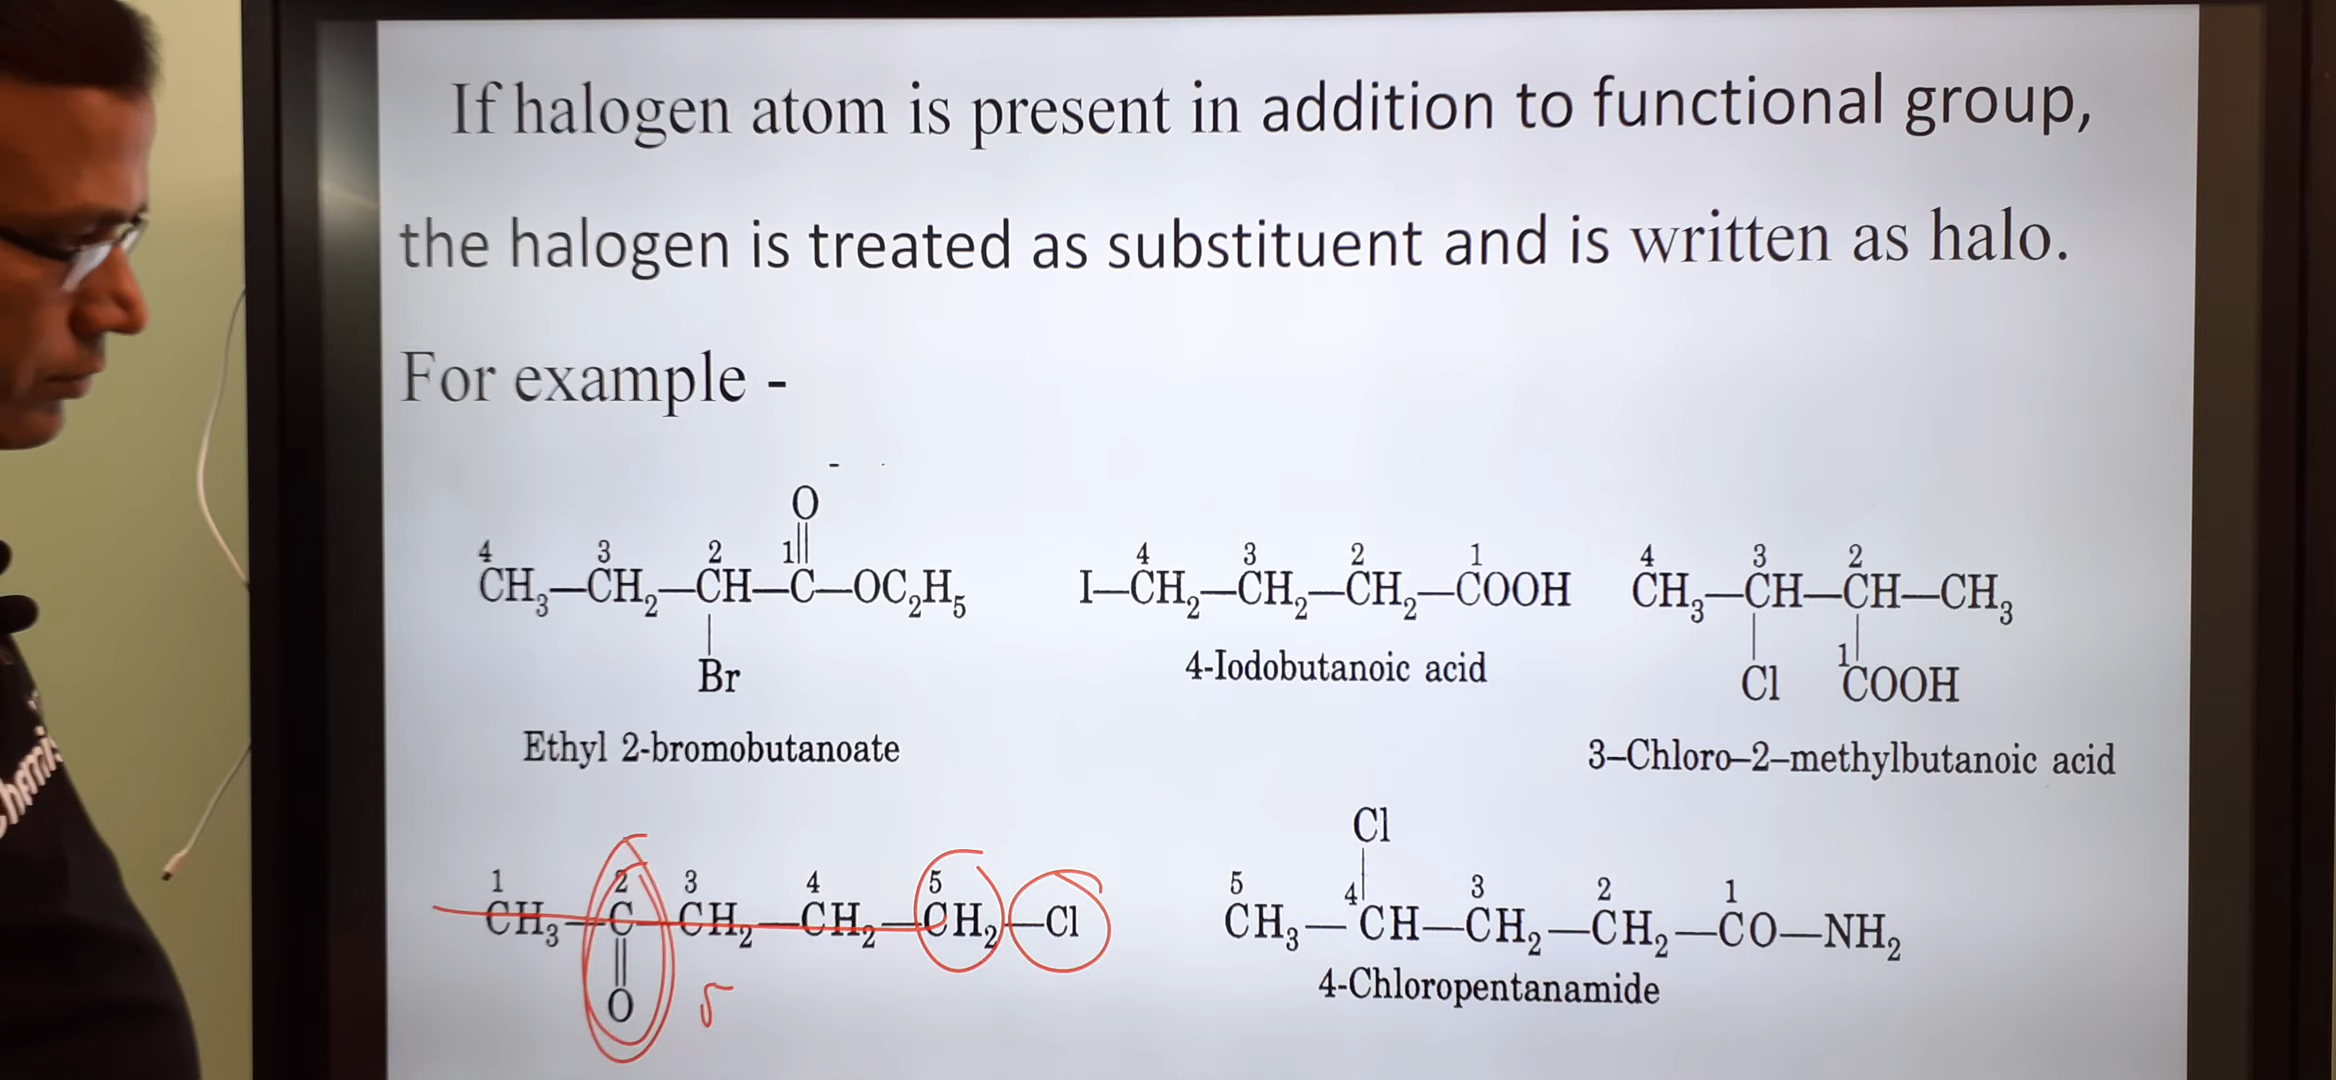 If halogen atom is present in addition to functional group,
the halogen is treated as substituent and is written as halo.
For example -
O
4 3 2 1
CH₃—CH₂—CH—C—OC₂H₅
Br
Ethyl 2-bromobutanoate
4 3 2 1
I—CH₂—CH₂—CH₂—COOH
4-Iodobutanoic acid
4 3 2
CH₃—CH—CH—CH₃
1
Cl COOH
3–Chloro–2–methylbutanoic acid
1 2 3 4 5
CH₃—C—CH₂—CH₂—CH₂—Cl
O
5
Cl
5 4 3 2 1
CH₃—CH—CH₂—CH₂—CO—NH₂
4-Chloropentanamide